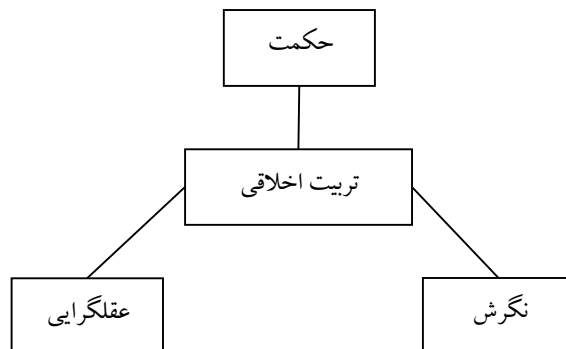 حکمت
تربیت اخلاقی
نگرش
عقلگرایی